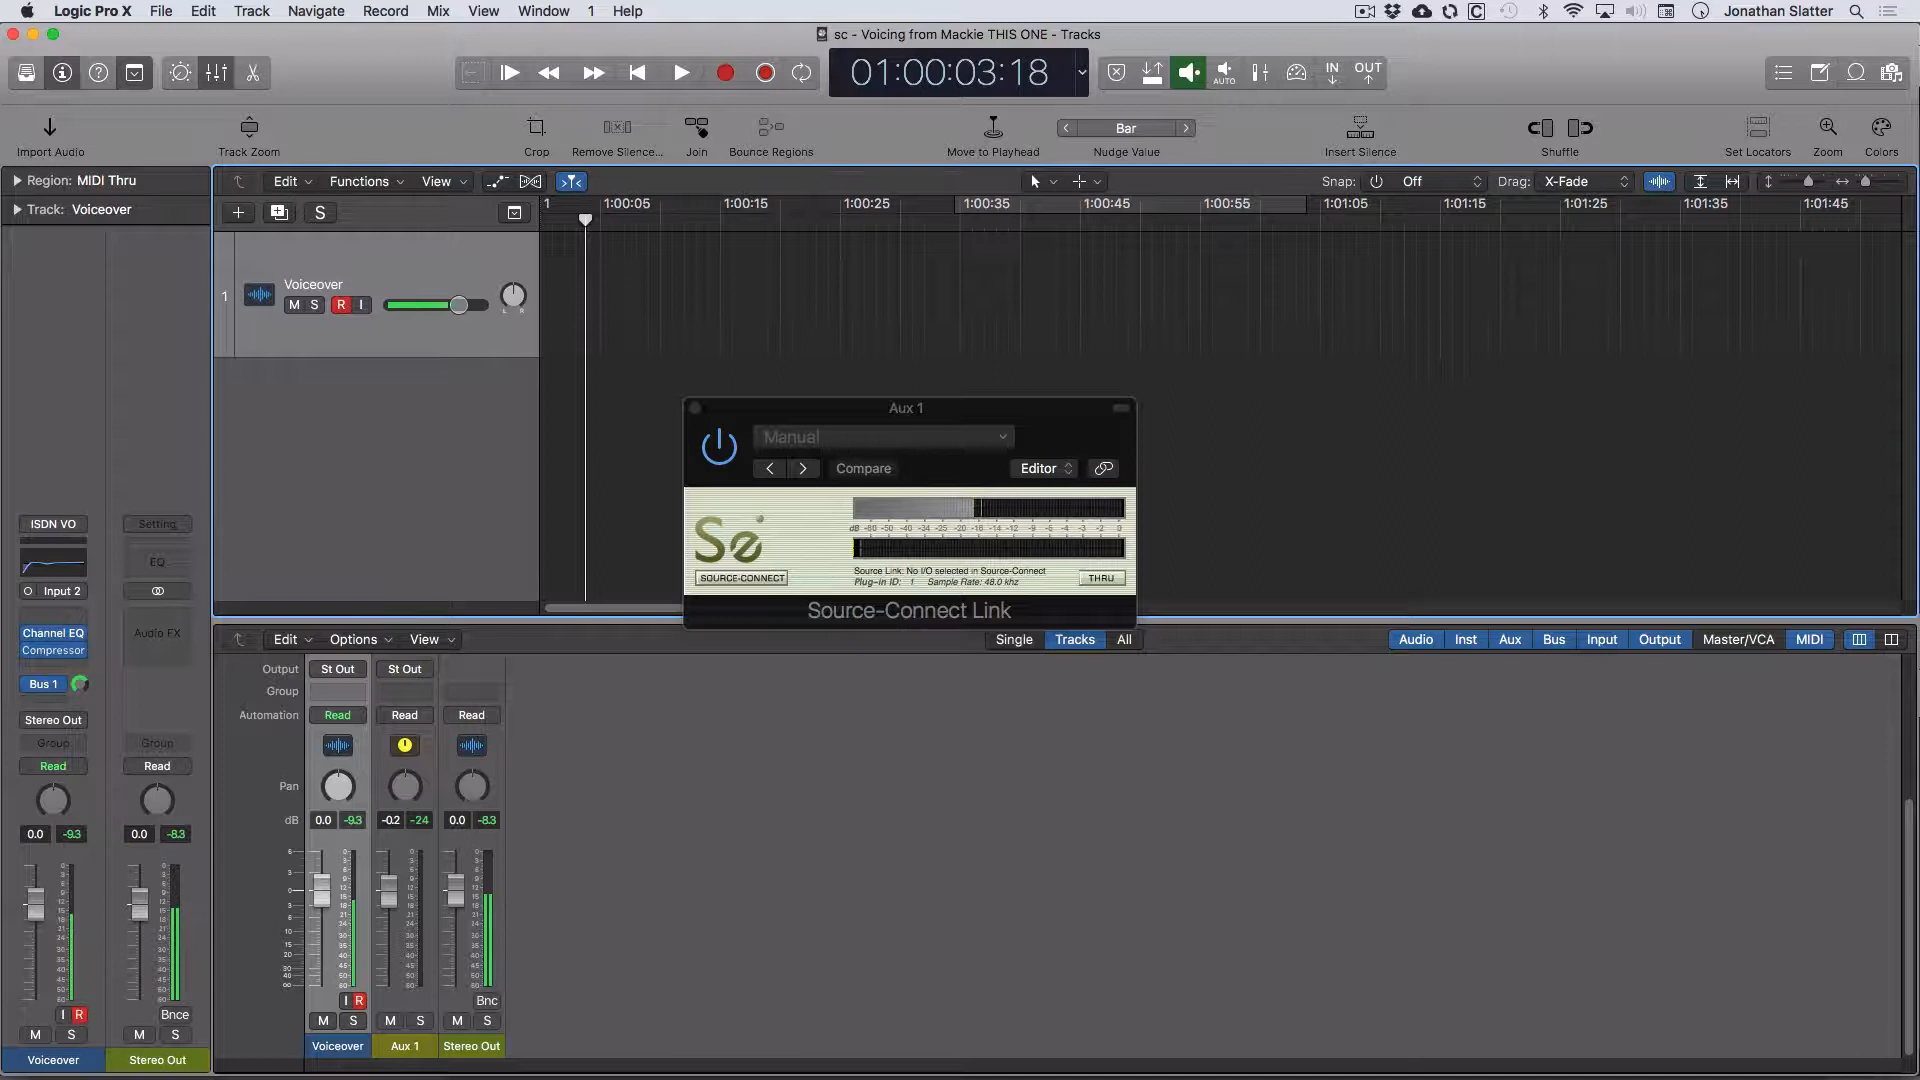 Logic Pro X File Edit Track Navigate Record Mix View Window 1 Help Jonathan Slatter
sc - Voicing from Mackie THIS ONE - Tracks
01:00:03:18 AUTO IN OUT
Import Audio Track Zoom Crop Remove Silence... Join Bounce Regions Move to Playhead Bar Nudge Value Insert Silence Shuffle Set Locators Zoom Colors
Region: MIDI Thru Edit Functions View Snap: Off Drag: X-Fade
Track: Voiceover S 1 1:00:05 1:00:15 1:00:25 1:00:35 1:00:45 1:00:55 1:01:05 1:01:15 1:01:25 1:01:35 1:01:45
1 Voiceover
M S R I L R
Aux 1
Manual
Compare Editor
Se
dB -60 -50 -40 -34 -25 -20 -16 -14 -12 -9 -6 -4 -3 -2 0
Source Link: No I/O selected in Source-Connect
SOURCE-CONNECT Plug-in ID: 1 Sample Rate: 48.0 khz THRU
Source-Connect Link
ISDN VO Setting
EQ
Input 2
Channel EQ Audio FX
Compressor
Bus 1
Stereo Out
Group Group
Read Read
0.0 -9.3 0.0 -8.3
I R Bnce
M S M S
Voiceover Stereo Out
Edit Options View Single Tracks All Audio Inst Aux Bus Input Output Master/VCA MIDI
Output St Out St Out
Group
Automation Read Read Read
Pan
dB 0.0 -9.3 -0.2 -24 0.0 -8.3
I R Bnc
M S M S M S
Voiceover Aux 1 Stereo Out